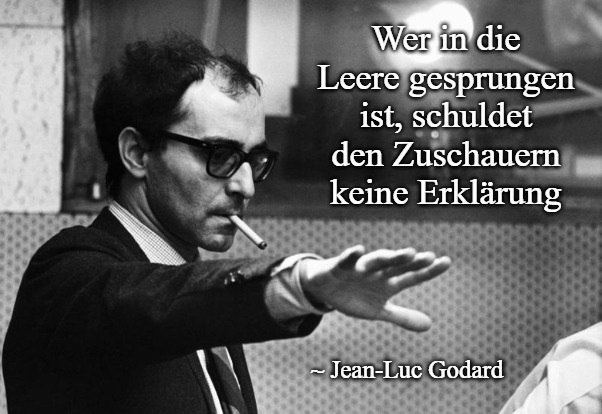 Wer in die
Leere gesprungen
ist, schuldet
den Zuschauern
keine Erklärung
~ Jean-Luc Godard